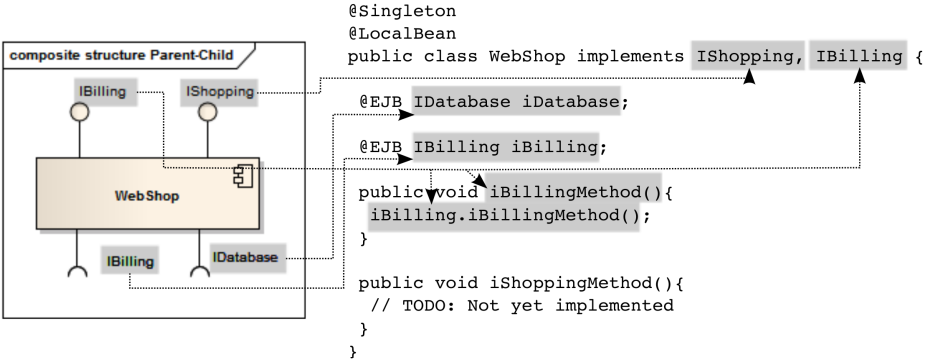 composite structure Parent-Child
IBilling
IShopping
WebShop
IBilling
IDatabase
@Singleton
@LocalBean
public class WebShop implements IShopping, IBilling {
@EJB IDatabase iDatabase;
@EJB IBilling iBilling;
public void iBillingMethod(){
iBilling.iBillingMethod();
}
public void iShoppingMethod(){
// TODO: Not yet implemented
}
}